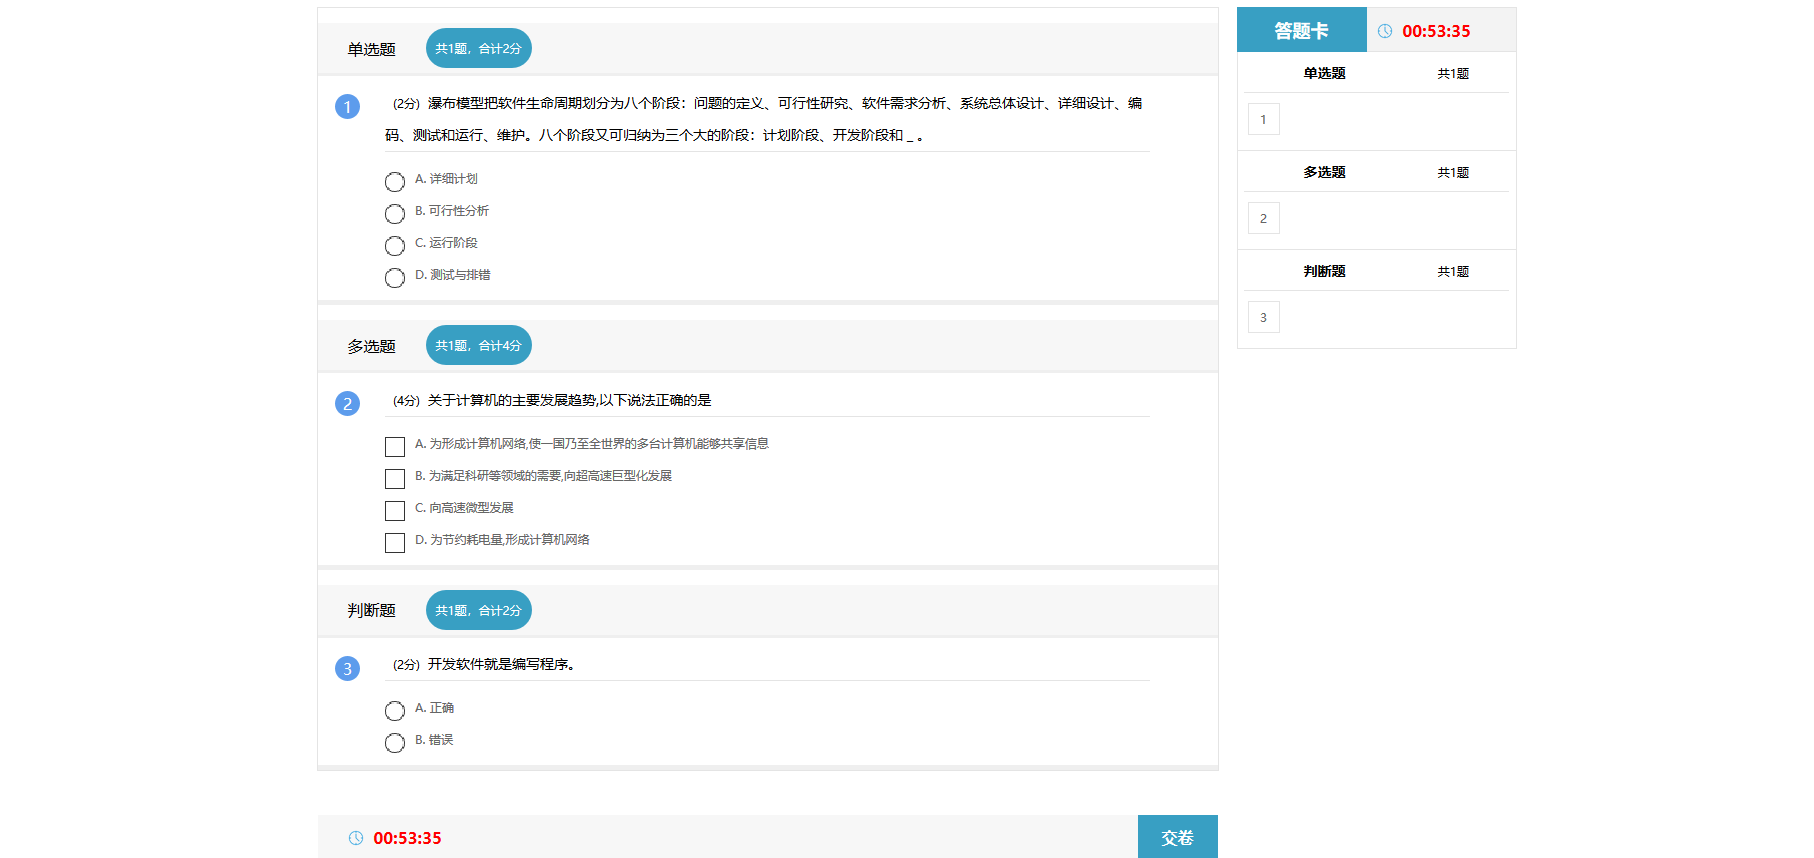 单选题
共1题，合计2分
1
(2分) 瀑布模型把软件生命周期划分为八个阶段：问题的定义、可行性研究、软件需求分析、系统总体设计、详细设计、编
码、测试和运行、维护。八个阶段又可归纳为三个大的阶段：计划阶段、开发阶段和 _ 。
A. 详细计划
B. 可行性分析
C. 运行阶段
D. 测试与排错
多选题
共1题，合计4分
2
(4分) 关于计算机的主要发展趋势,以下说法正确的是
A. 为形成计算机网络,使一国乃至全世界的多台计算机能够共享信息
B. 为满足科研等领域的需要,向超高速巨型化发展
C. 向高速微型发展
D. 为节约耗电量,形成计算机网络
判断题
共1题，合计2分
3
(2分) 开发软件就是编写程序。
A. 正确
B. 错误
00:53:35
交卷
答题卡
00:53:35
单选题 共1题
1
多选题 共1题
2
判断题 共1题
3